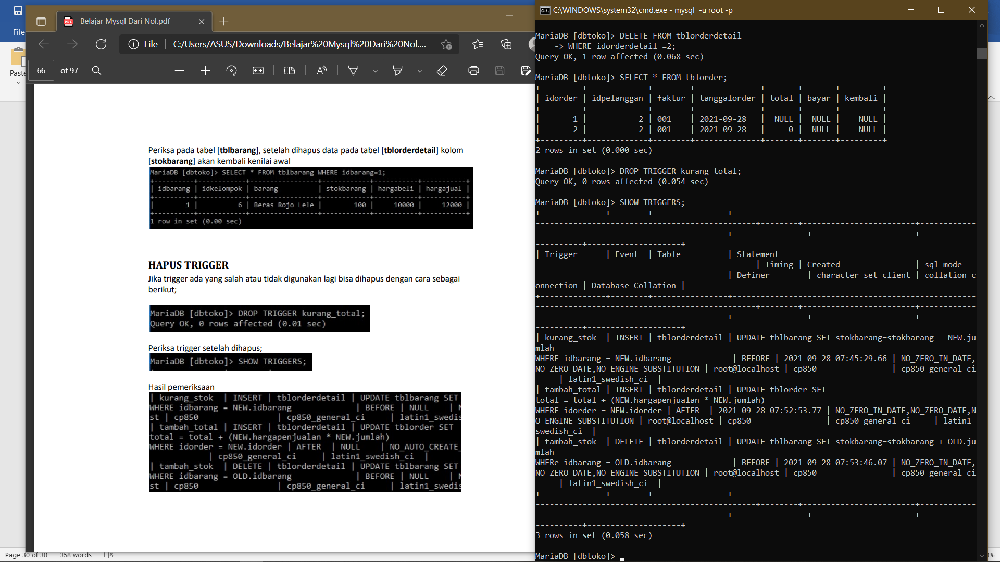 File
Paste
Belajar Mysql Dari Nol.pdf
File | C:/Users/ASUS/Downloads/Belajar%20Mysql%20Dari%20Nol....
66 of 97
Periksa pada tabel [tblbarang], setelah dihapus data pada tabel [tblorderdetail] kolom
[stokbarang] akan kembali kenilai awal
MariaDB [dbtoko]> SELECT * FROM tblbarang WHERE idbarang=1;
| idbarang | idkelompok | barang | stokbarang | hargabeli | hargajual |
| 1 | 6 | Beras Rojo Lele | 100 | 10000 | 12000 |
1 row in set (0.00 sec)
HAPUS TRIGGER
Jika trigger ada yang salah atau tidak digunakan lagi bisa dihapus dengan cara sebagai
berikut;
MariaDB [dbtoko]> DROP TRIGGER kurang_total;
Query OK, 0 rows affected (0.01 sec)
Periksa trigger setelah dihapus;
MariaDB [dbtoko]> SHOW TRIGGERS;
Hasil pemeriksaan
| kurang_stok | INSERT | tblorderdetail | UPDATE tblbarang SET
WHERE idbarang = NEW.idbarang | BEFORE | NULL |
st | cp850 | cp850_general_ci | latin1_swedis
| tambah_total | INSERT | tblorderdetail | UPDATE tblorder SET
total = total + (NEW.hargapenjualan * NEW.jumlah)
WHERE idorder = NEW.idorder | AFTER | NULL | NO_AUTO_CREATE_
| cp850_general_ci | latin1_swedish_ci |
| tambah_stok | DELETE | tblorderdetail | UPDATE tblbarang SET
WHERE idbarang = OLD.idbarang | BEFORE | NULL |
st | cp850 | cp850_general_ci | latin1_swedis
Page 30 of 30 358 words
C:\WINDOWS\system32\cmd.exe - mysql -u root -p
MariaDB [dbtoko]> DELETE FROM tblorderdetail
-> WHERE idorderdetail =2;
Query OK, 1 row affected (0.068 sec)
MariaDB [dbtoko]> SELECT * FROM tblorder;
| idorder | idpelanggan | faktur | tanggalorder | total | bayar | kembali |
| 1 | 2 | 001 | 2021-09-28 | NULL | NULL | NULL |
| 2 | 2 | 001 | 2021-09-28 | 0 | NULL | NULL |
2 rows in set (0.000 sec)
MariaDB [dbtoko]> DROP TRIGGER kurang_total;
Query OK, 0 rows affected (0.054 sec)
MariaDB [dbtoko]> SHOW TRIGGERS;
| Trigger | Event | Table | Statement
| Timing | Created | sql_mode
| Definer | character_set_client | collation_c
onnection | Database Collation |
| kurang_stok | INSERT | tblorderdetail | UPDATE tblbarang SET stokbarang=stokbarang - NEW.ju
mlah
WHERE idbarang = NEW.idbarang | BEFORE | 2021-09-28 07:45:29.66 | NO_ZERO_IN_DATE,
NO_ZERO_DATE,NO_ENGINE_SUBSTITUTION | root@localhost | cp850 | cp850_general_ci
| latin1_swedish_ci |
| tambah_total | INSERT | tblorderdetail | UPDATE tblorder SET
total = total + (NEW.hargapenjualan * NEW.jumlah)
WHERE idorder = NEW.idorder | AFTER | 2021-09-28 07:52:53.77 | NO_ZERO_IN_DATE,NO_ZERO_DATE,N
O_ENGINE_SUBSTITUTION | root@localhost | cp850 | cp850_general_ci | latin1_
swedish_ci |
| tambah_stok | DELETE | tblorderdetail | UPDATE tblbarang SET stokbarang=stokbarang + OLD.ju
mlah
WHERe idbarang = OLD.idbarang | BEFORE | 2021-09-28 07:53:46.07 | NO_ZERO_IN_DATE,
NO_ZERO_DATE,NO_ENGINE_SUBSTITUTION | root@localhost | cp850 | cp850_general_ci
| latin1_swedish_ci |
3 rows in set (0.058 sec)
MariaDB [dbtoko]>